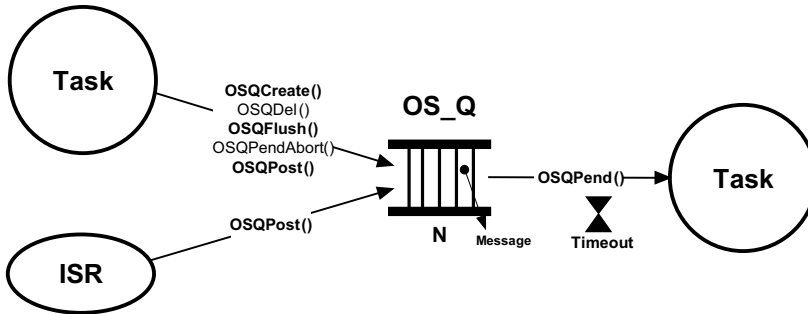 Task
OSQCreate()
OSQDel()
OSQFlush()
OSQPendAbort()
OSQPost()
OS_Q
OSQPend()
Task
Timeout
N
Message
OSQPost()
ISR